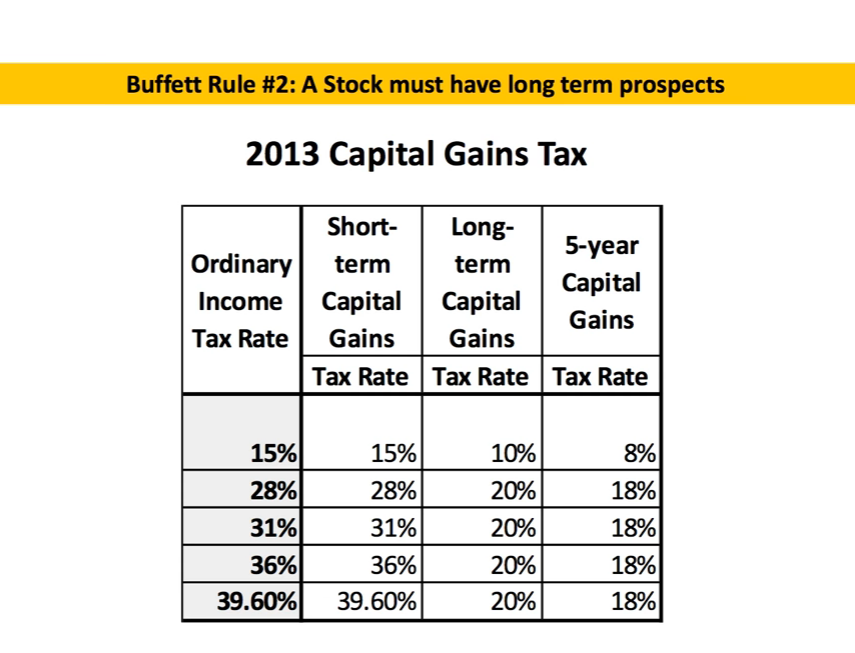 Buffett Rule #2: A Stock must have long term prospects
2013 Capital Gains Tax
Ordinary Income Tax Rate
Short-term Capital Gains
Long-term Capital Gains
5-year Capital Gains
Tax Rate Tax Rate Tax Rate
15% 15% 10% 8%
28% 28% 20% 18%
31% 31% 20% 18%
36% 36% 20% 18%
39.60% 39.60% 20% 18%